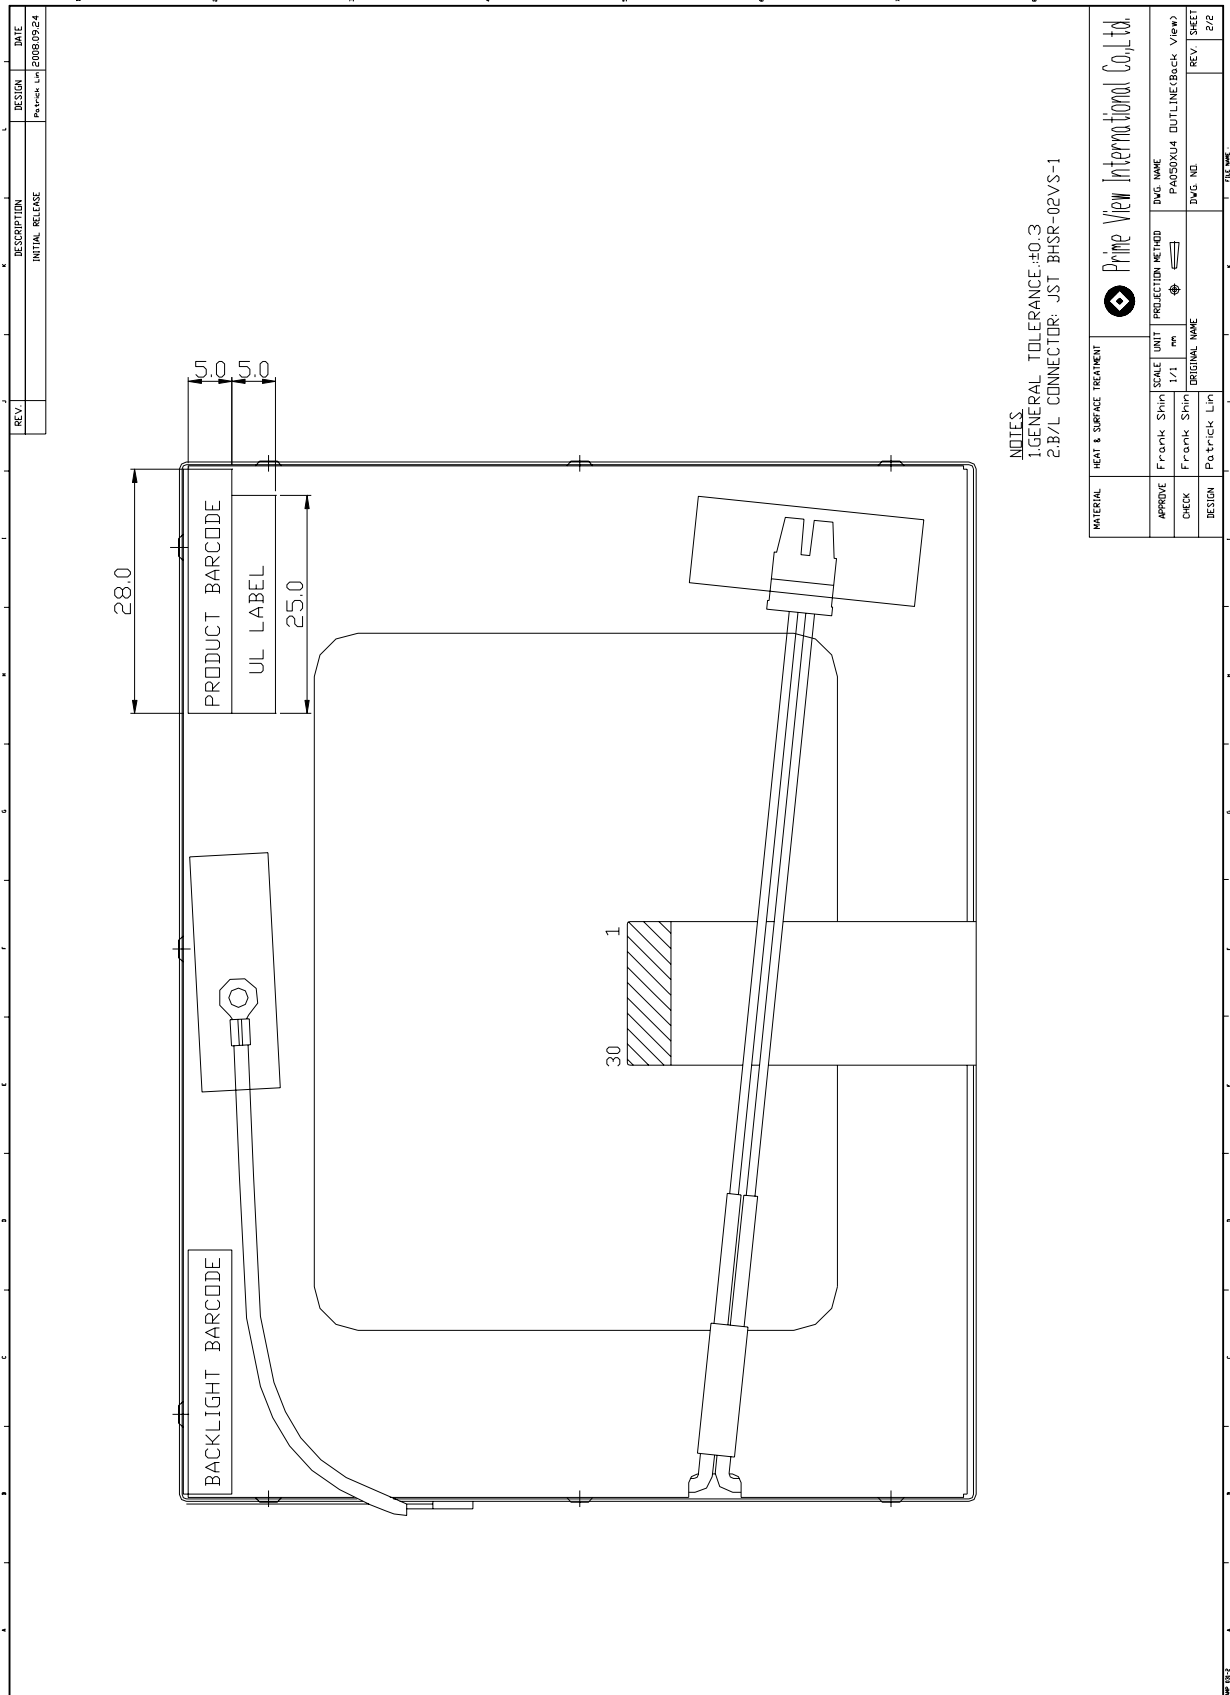 REV.
DESCRIPTION
DESIGN
DATE
INITIAL RELEASE
Patrick Lin
2008.09.24
BACKLIGHT BARCODE
28.0
PRODUCT BARCODE
UL LABEL
25.0
5.0
5.0
30
1
NOTES
1.GENERAL TOLERANCE:±0.3
2.B/L CONNECTOR: JST BHSR-02VS-1
MATERIAL
HEAT & SURFACE TREATMENT
Prime View International Co.,Ltd.
APPROVE
Frank Shin
SCALE
1/1
UNIT
mm
PROJECTION METHOD
DWG. NAME
PA050XU4 OUTLINE(Back View)
CHECK
Frank Shin
ORIGINAL NAME
DWG. NO.
REV.
SHEET
2/2
DESIGN
Patrick Lin
FILE NAME :